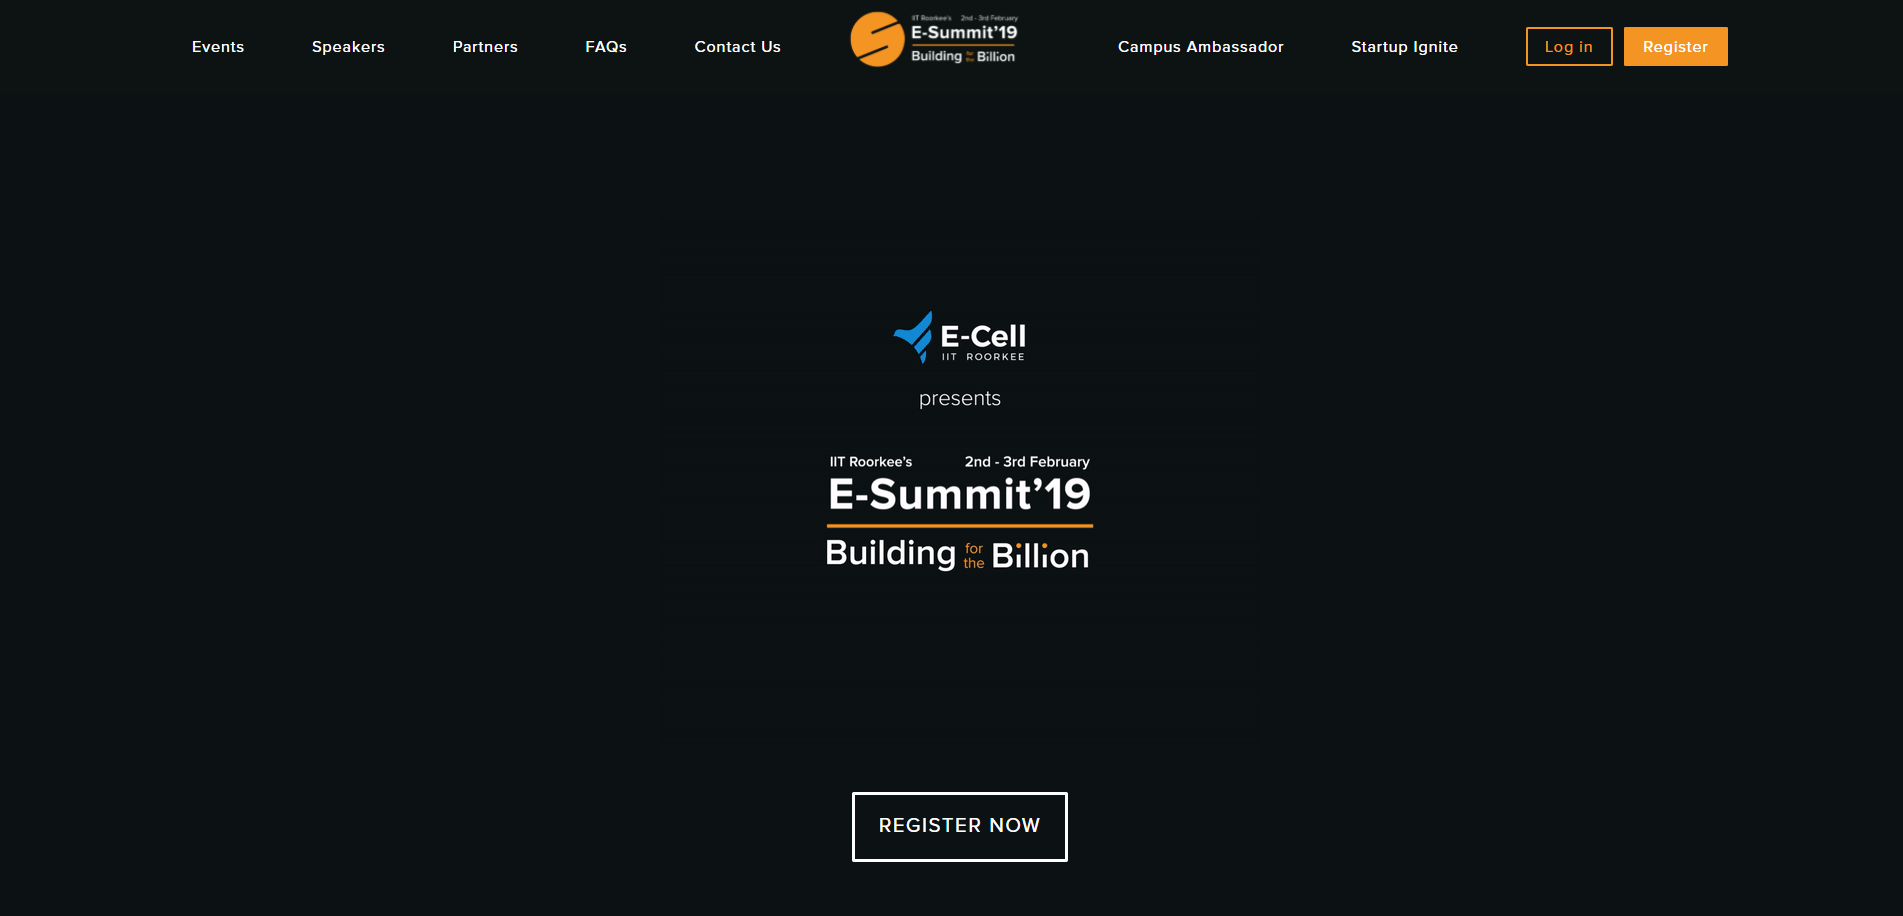 Events
Speakers
Partners
FAQs
Contact Us
IIT Roorkee's 2nd - 3rd February
E-Summit'19
Building for the Billion
Campus Ambassador
Startup Ignite
Log in
Register
E-Cell
IIT ROORKEE
presents
IIT Roorkee's 2nd - 3rd February
E-Summit'19
Building for the Billion
REGISTER NOW